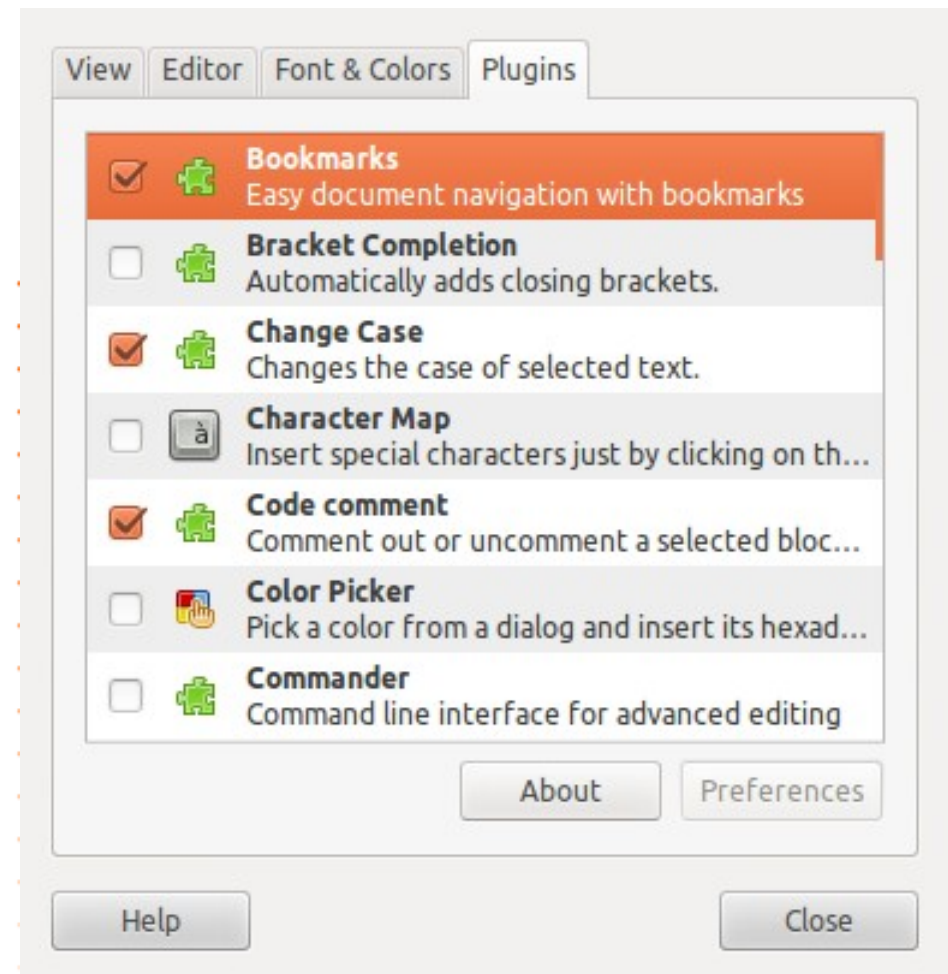 View Editor Font & Colors Plugins
Bookmarks
Easy document navigation with bookmarks
Bracket Completion
Automatically adds closing brackets.
Change Case
Changes the case of selected text.
à
Character Map
Insert special characters just by clicking on th...
Code comment
Comment out or uncomment a selected bloc...
Color Picker
Pick a color from a dialog and insert its hexad...
Commander
Command line interface for advanced editing
About Preferences
Help Close